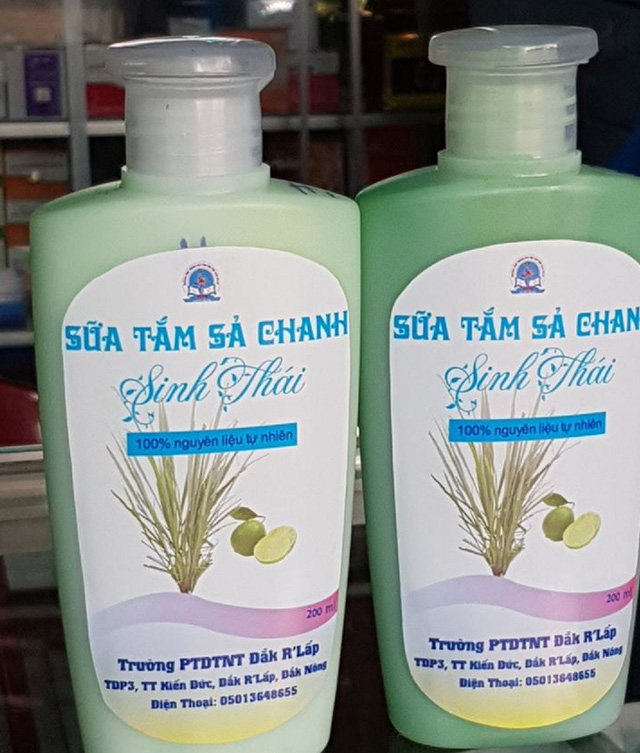 SỮA TẮM SẢ CHANH
Sinh Thái
100% nguyên liệu tự nhiên
200 ml
Trường PTDTNT Đắk R'Lấp
TDP3, TT Kiến Đức, Đắk R'Lấp, Đắk Nông
Điện Thoại: 05013648655
SỮA TẮM SẢ CHAN
Sinh Thái
100% nguyên liệu tự nhiên
200 ml
Trường PTDTNT Đắk R'Lấp
TDP3, TT Kiến Đức, Đắk R'Lấp, Đắk Nông
Điện Thoại: 05013648655